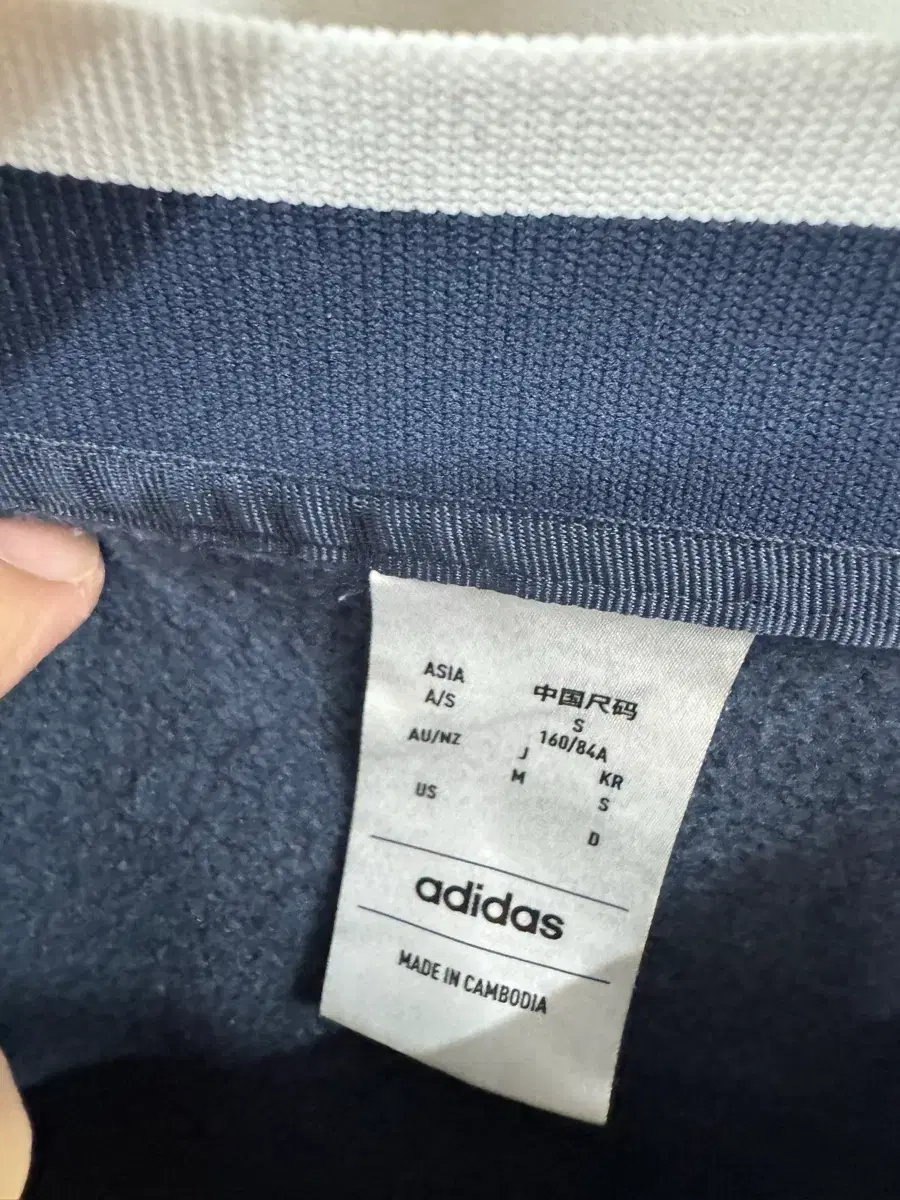 ASIA
A/S
中国尺码
S
160/84A
AU/NZ
J
M
KR
S
US
D
adidas
MADE IN CAMBODIA